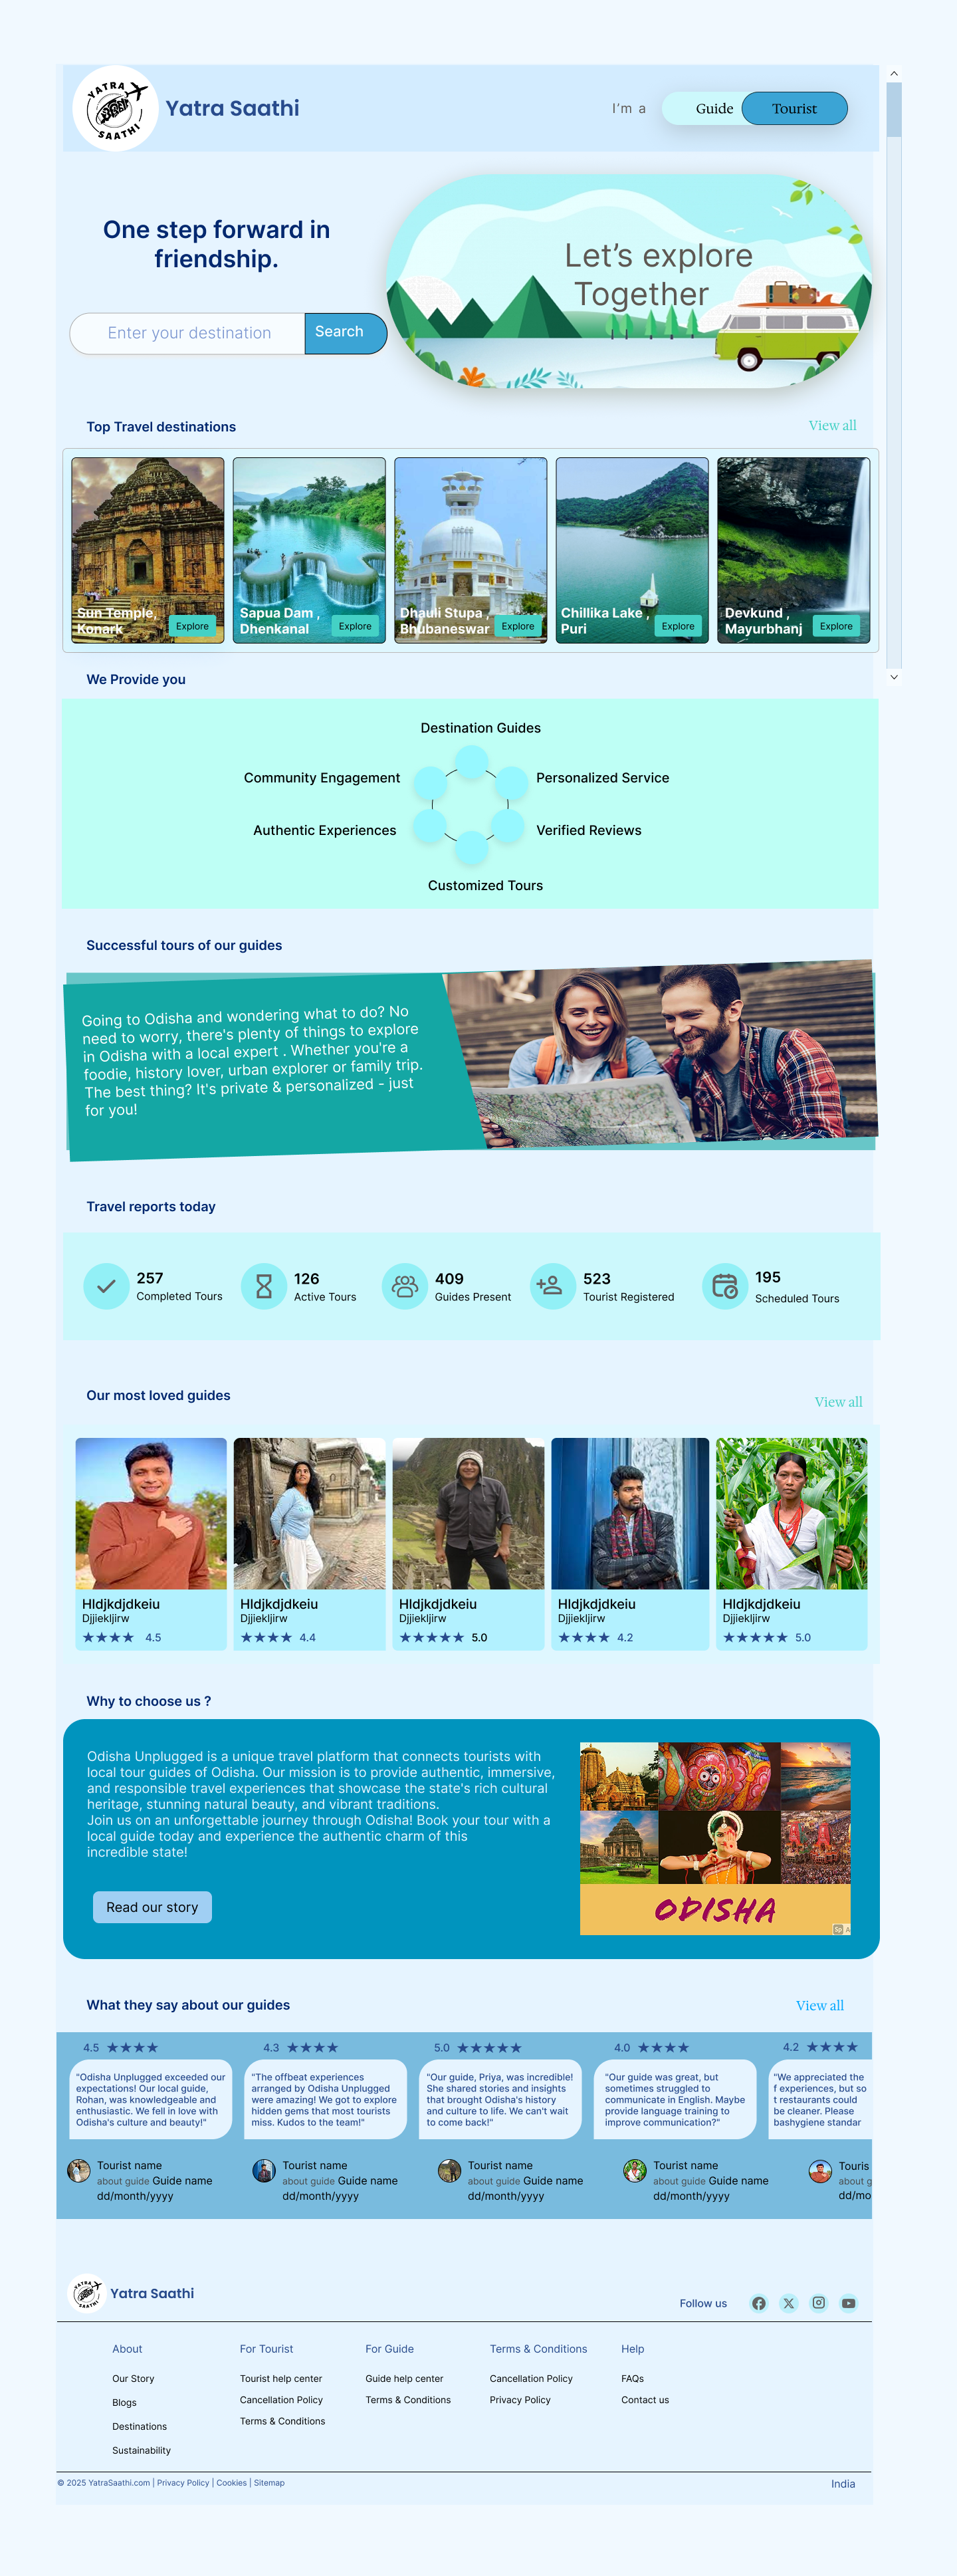 YATRA
SAATHI
Yatra Saathi
I'm a
Guide
Tourist
One step forward in
friendship.
Let's explore
Together
Enter your destination
Search
Top Travel destinations
View all
Sun Temple,
Konark
Explore
Sapua Dam ,
Dhenkanal
Explore
Dhauli Stupa ,
Bhubaneswar
Explore
Chillika Lake ,
Puri
Explore
Devkund ,
Mayurbhanj
Explore
We Provide you
Destination Guides
Community Engagement
Personalized Service
Authentic Experiences
Verified Reviews
Customized Tours
Successful tours of our guides
Going to Odisha and wondering what to do? No
need to worry, there's plenty of things to explore
in Odisha with a local expert . Whether you're a
foodie, history lover, urban explorer or family trip.
The best thing? It's private & personalized - just
for you!
Travel reports today
257
Completed Tours
126
Active Tours
409
Guides Present
523
Tourist Registered
195
Scheduled Tours
Our most loved guides
View all
Hldjkdjdkeiu
Djjiekljirw
4.5
Hldjkdjdkeiu
Djjiekljirw
4.4
Hldjkdjdkeiu
Djjiekljirw
5.0
Hldjkdjdkeiu
Djjiekljirw
4.2
Hldjkdjdkeiu
Djjiekljirw
5.0
Why to choose us ?
Odisha Unplugged is a unique travel platform that connects tourists with
local tour guides of Odisha. Our mission is to provide authentic, immersive,
and responsible travel experiences that showcase the state's rich cultural
heritage, stunning natural beauty, and vibrant traditions.
Join us on an unforgettable journey through Odisha! Book your tour with a
local guide today and experience the authentic charm of this
incredible state!
Read our story
ODISHA
What they say about our guides
View all
4.5
"Odisha Unplugged exceeded our
expectations! Our local guide,
Rohan, was knowledgeable and
enthusiastic. We fell in love with
Odisha's culture and beauty!"
Tourist name
about guide Guide name
dd/month/yyyy
4.3
"The offbeat experiences
arranged by Odisha Unplugged
were amazing! We got to explore
hidden gems that most tourists
miss. Kudos to the team!"
Tourist name
about guide Guide name
dd/month/yyyy
5.0
"Our guide, Priya, was incredible!
She shared stories and insights
that brought Odisha's history
and culture to life. We can't wait
to come back!"
Tourist name
about guide Guide name
dd/month/yyyy
4.0
"Our guide was great, but
sometimes struggled to
communicate in English. Maybe
provide language training to
improve communication?"
Tourist name
about guide Guide name
dd/month/yyyy
4.2
"We appreciated the
f experiences, but so
t restaurants could
be cleaner. Please
bashygiene standar
Touris
about g
dd/mo
YATRA
SAATHI
Yatra Saathi
Follow us
About
Our Story
Blogs
Destinations
Sustainability
For Tourist
Tourist help center
Cancellation Policy
Terms & Conditions
For Guide
Guide help center
Terms & Conditions
Terms & Conditions
Cancellation Policy
Privacy Policy
Help
FAQs
Contact us
© 2025 YatraSaathi.com | Privacy Policy | Cookies | Sitemap
India